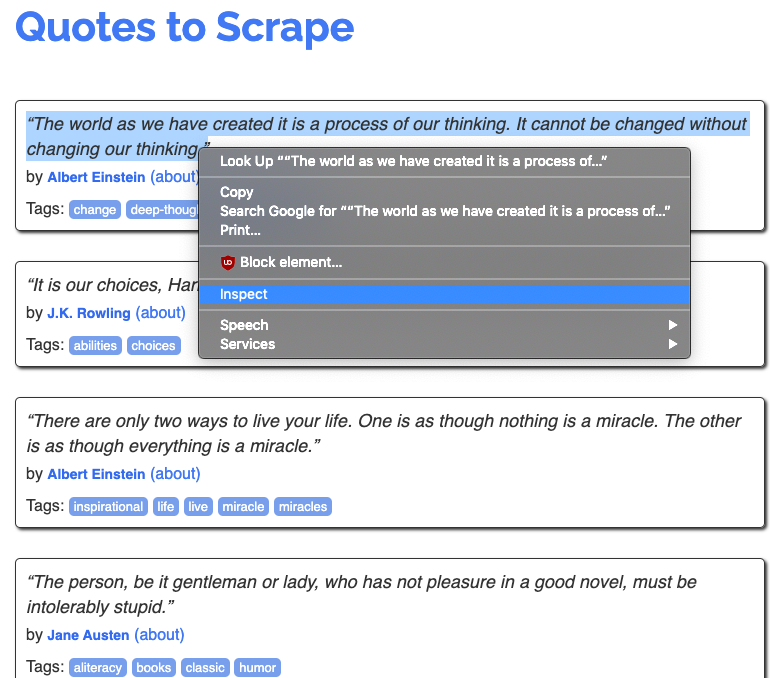 Quotes to Scrape
“The world as we have created it is a process of our thinking. It cannot be changed without
changing our thinking.”
by Albert Einstein (about)
Tags: change
Look Up ““The world as we have created it is a process of...”
Copy
Search Google for ““The world as we have created it is a process of...”
Print...
Block element...
Inspect
Speech
Services
“It is our choices,
by J.K. Rowling (about)
Tags: abilities choices
“There are only two ways to live your life. One is as though nothing is a miracle. The other
is as though everything is a miracle.”
by Albert Einstein (about)
Tags: inspirational life live miracle miracles
“The person, be it gentleman or lady, who has not pleasure in a good novel, must be
intolerably stupid.”
by Jane Austen (about)
Tags: aliteracy books classic humor